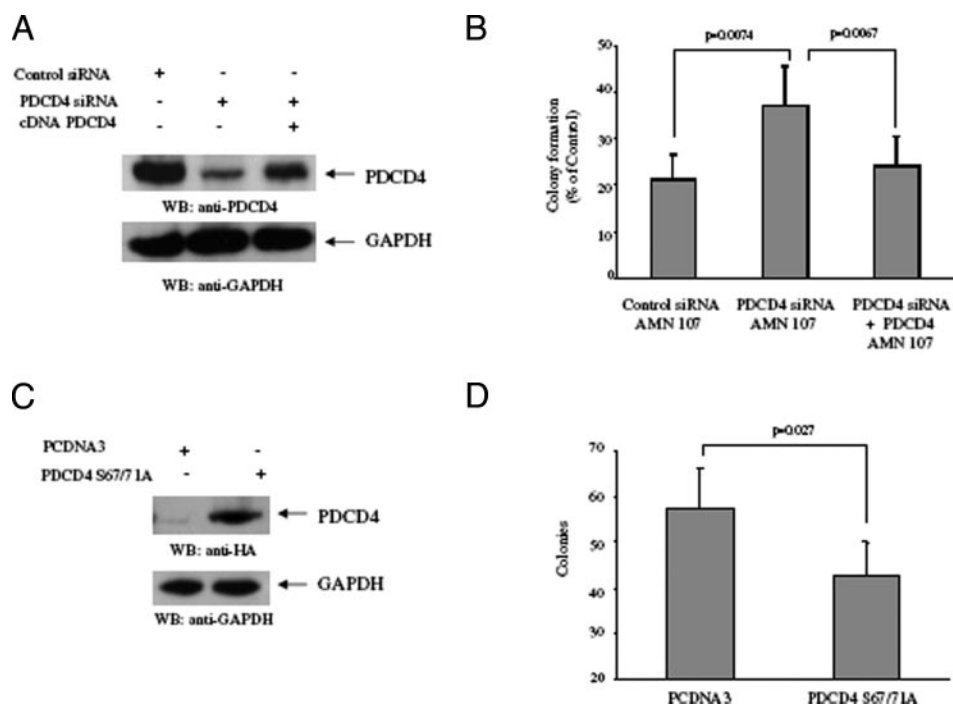 A
Control siRNA + - -
PDCD4 siRNA - + +
cDNA PDCD4 - - +
PDCD4
WB: anti-PDCD4
GAPDH
WB: anti-GAPDH
B
p=0.0074
p=0.0067
Colony formation
(% of Control)
50
40
30
20
10
0
Control siRNA
AMN 107
PDCD4 siRNA
AMN 107
PDCD4 siRNA
+ PDCD4
AMN 107
C
PCDNA3 + -
PDCD4 S67/71A - +
PDCD4
WB: anti-HA
GAPDH
WB: anti-GAPDH
D
p=0.027
Colonies
70
60
50
40
30
20
PCDNA3
PDCD4 S67/71A